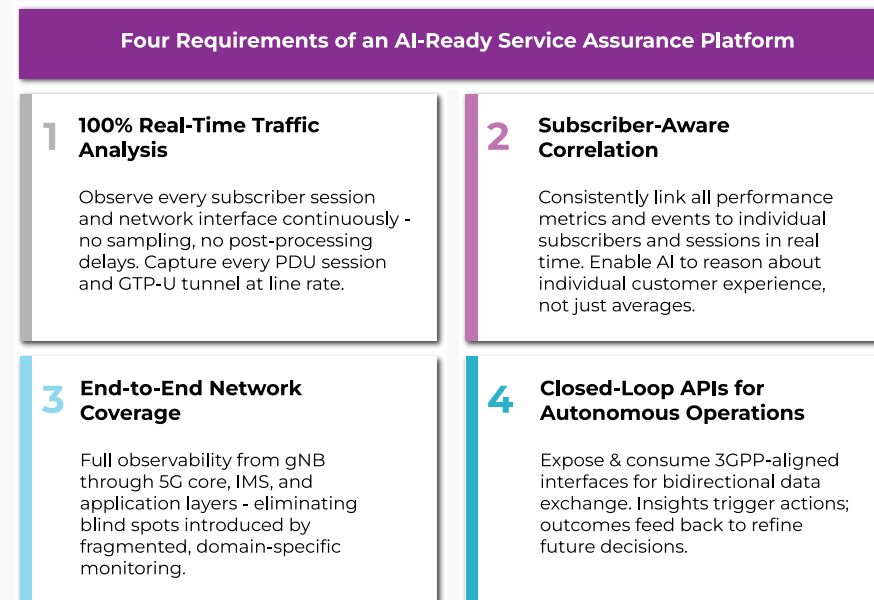 Four Requirements of an AI-Ready Service Assurance Platform
1
100% Real-Time Traffic
Analysis
Observe every subscriber session
and network interface continuously -
no sampling, no post-processing
delays. Capture every PDU session
and GTP-U tunnel at line rate.
2
Subscriber-Aware
Correlation
Consistently link all performance
metrics and events to individual
subscribers and sessions in real
time. Enable AI to reason about
individual customer experience,
not just averages.
3
End-to-End Network
Coverage
Full observability from gNB
through 5G core, IMS, and
application layers - eliminating
blind spots introduced by
fragmented, domain-specific
monitoring.
4
Closed-Loop APIs for
Autonomous Operations
Expose & consume 3GPP-aligned
interfaces for bidirectional data
exchange. Insights trigger actions;
outcomes feed back to refine
future decisions.